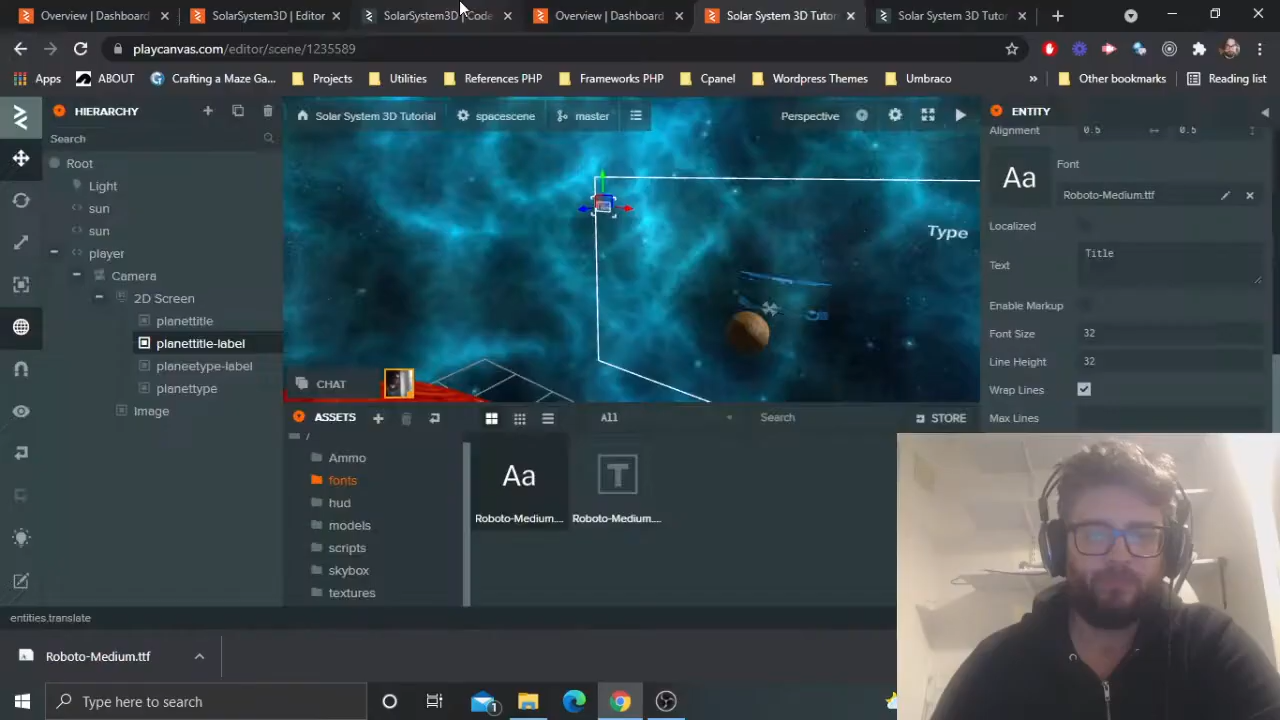 Overview | Dashboard
SolarSystem3D | Editor
SolarSystem3D | Code
Overview | Dashboard
Solar System 3D Tutor
Solar System 3D Tutor
playcanvas.com/editor/scene/1235589
Apps
ABOUT
Crafting a Maze Ga...
Projects
Utilities
References PHP
Frameworks PHP
Cpanel
Wordpress Themes
Umbraco
»
Other bookmarks
Reading list
HIERARCHY
Search
Root
Light
sun
sun
player
Camera
2D Screen
planettitle
planettitle-label
planeetype-label
planettype
Image
Solar System 3D Tutorial
spacescene
master
Perspective
Type
CHAT
ENTITY
Alignment 0.5 0.5
Aa
Font
Roboto-Medium.ttf
Localized
Text Title
Enable Markup
Font Size 32
Line Height 32
Wrap Lines
Max Lines
ASSETS
All
Search
STORE
/
Ammo
fonts
hud
models
scripts
skybox
textures
Aa
T
Roboto-Medium....
Roboto-Medium....
entities.translate
Roboto-Medium.ttf
Type here to search
1